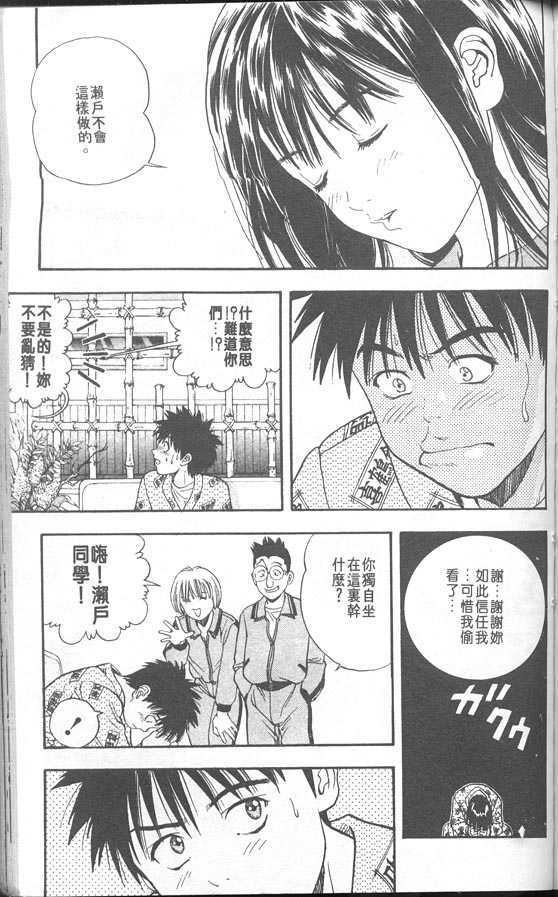 瀨戶不會
這樣做的。
什麼意思
!?難道你
們…!?
不是的！妳
不要亂猜！
謝…謝謝妳
如此信任我
…可惜我偷
看了…
ガクゥ
你獨自坐
在這裏幹
什麼？
嗨！瀨戶
同學！